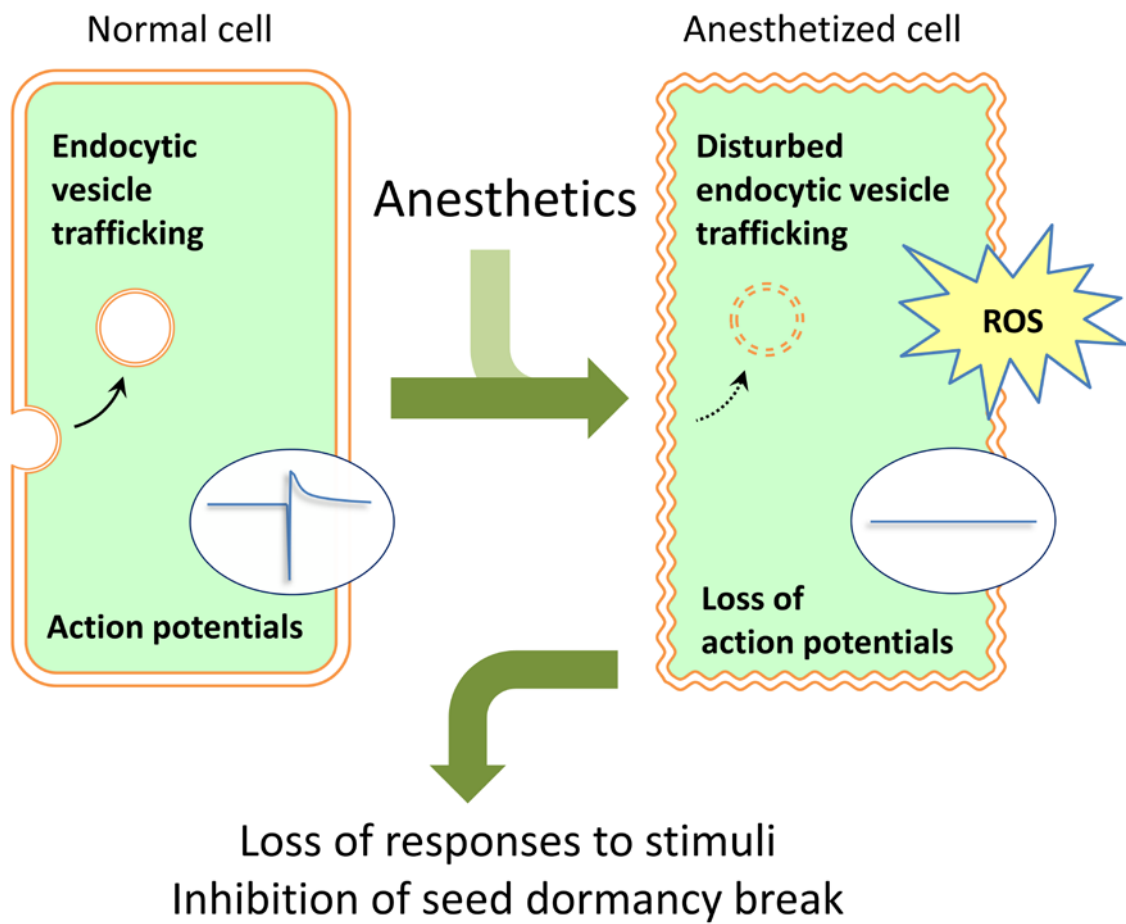 Normal cell
Anesthetized cell
Endocytic
vesicle
trafficking
Action potentials
Anesthetics
Disturbed
endocytic vesicle
trafficking
ROS
Loss of
action potentials
Loss of responses to stimuli
Inhibition of seed dormancy break